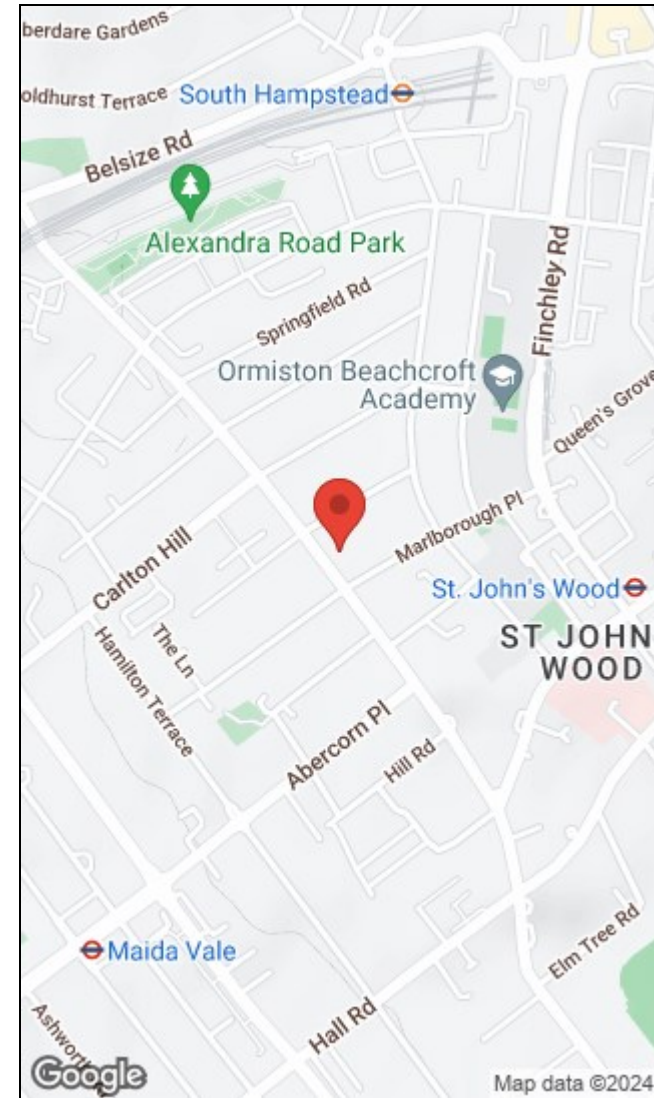 berdare Gardens
oldhurst Terrace
South Hampstead
Belsize Rd
Alexandra Road Park
Finchley Rd
Springfield Rd
Ormiston Beachcroft
Academy
Queen's Grove
Marlborough Pl
Carlton Hill
St. John's Wood
The Ln
ST JOHN
WOOD
Hamilton Terrace
Abercorn Pl
Hill Rd
Maida Vale
Elm Tree Rd
Hall Rd
Google
Map data ©2024